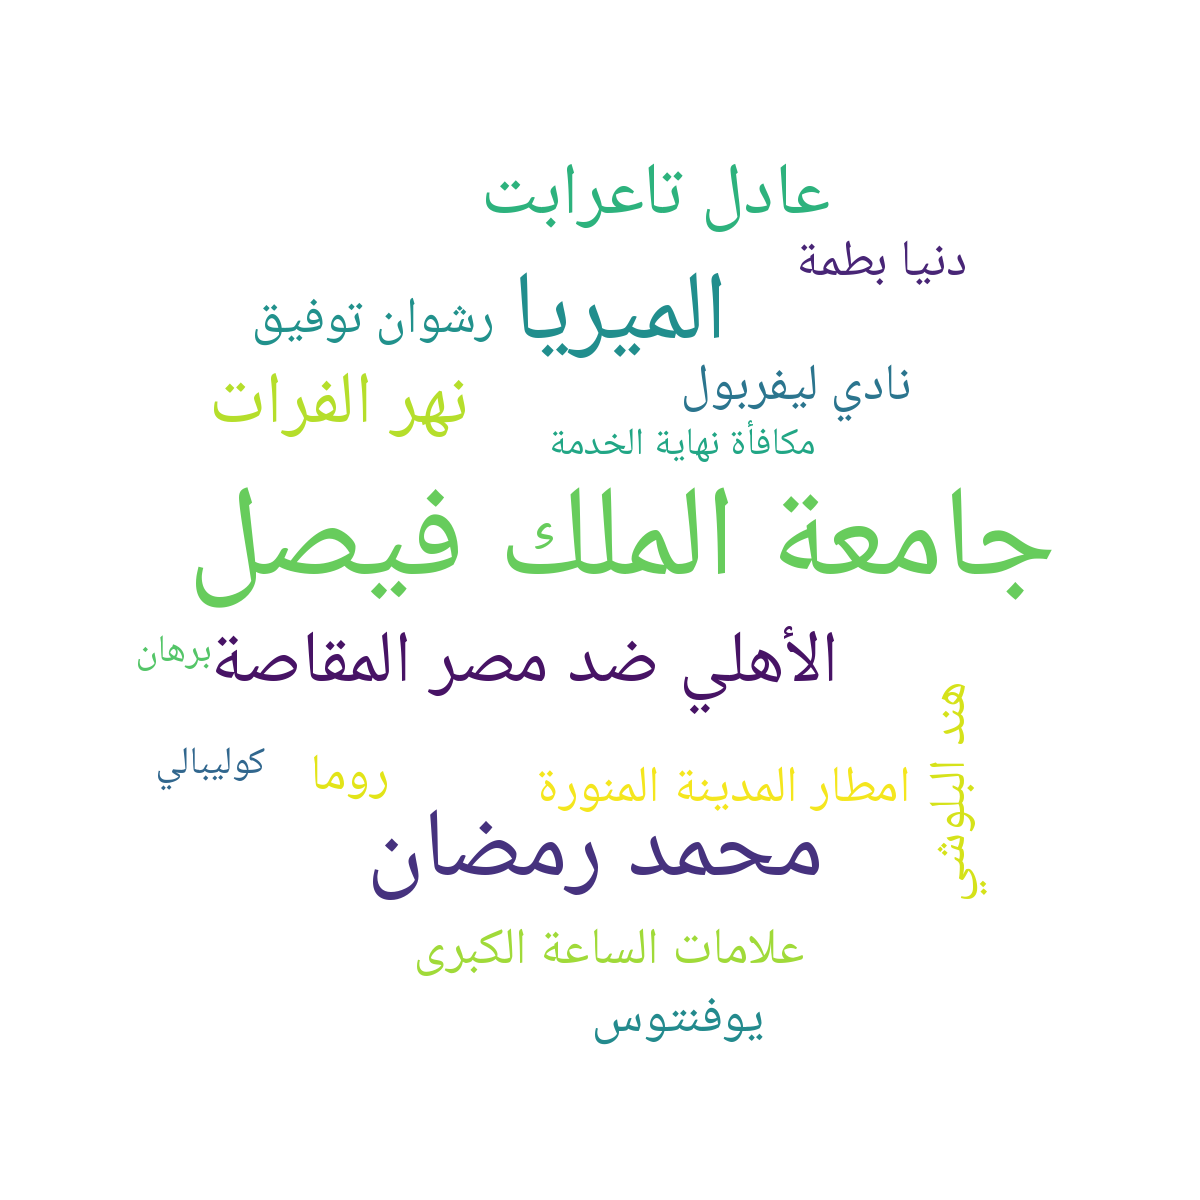 عادل تاعرابت
دنيا بطمة
الميريا
رشوان توفيق
نادي ليفربول
نهر الفرات
مكافأة نهاية الخدمة
جامعة الملك فيصل
الأهلي ضد مصر المقاصة
برهان
هند البلوشي
كوليبالي
روما
امطار المدينة المنورة
محمد رمضان
علامات الساعة الكبرى
يوفنتوس